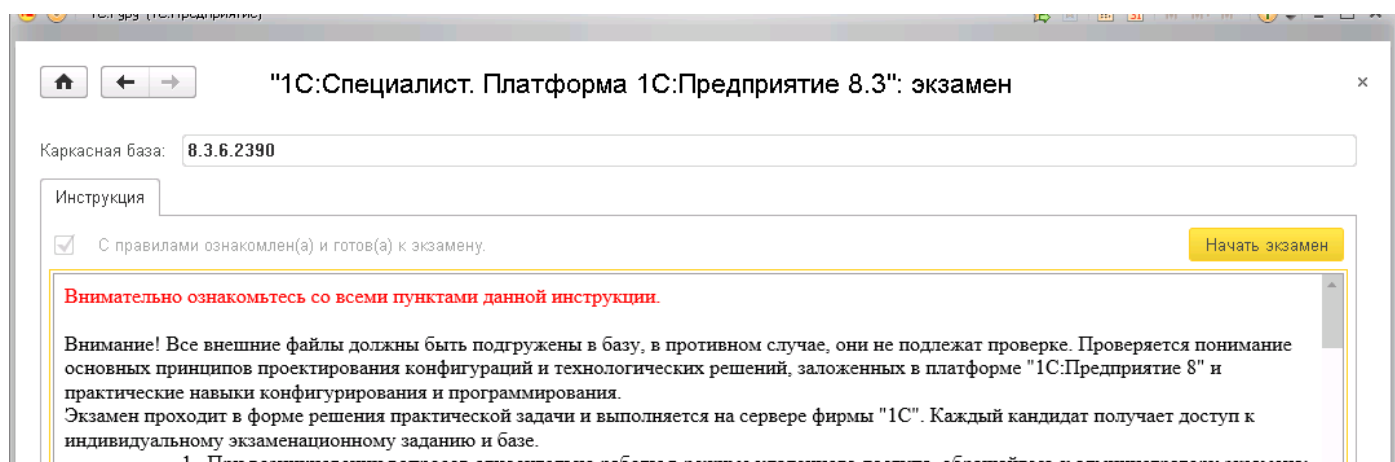 (1С:Предприятие)
"1С:Специалист. Платформа 1С:Предприятие 8.3": экзамен
Каркасная база: 8.3.6.2390
Инструкция
С правилами ознакомлен(а) и готов(а) к экзамену.
Начать экзамен
Внимательно ознакомьтесь со всеми пунктами данной инструкции.
Внимание! Все внешние файлы должны быть подгружены в базу, в противном случае, они не подлежат проверке. Проверяется понимание
основных принципов проектирования конфигураций и технологических решений, заложенных в платформе "1С:Предприятие 8" и
практические навыки конфигурирования и программирования.
Экзамен проходит в форме решения практической задачи и выполняется на сервере фирмы "1С". Каждый кандидат получает доступ к
индивидуальному экзаменационному заданию и базе.